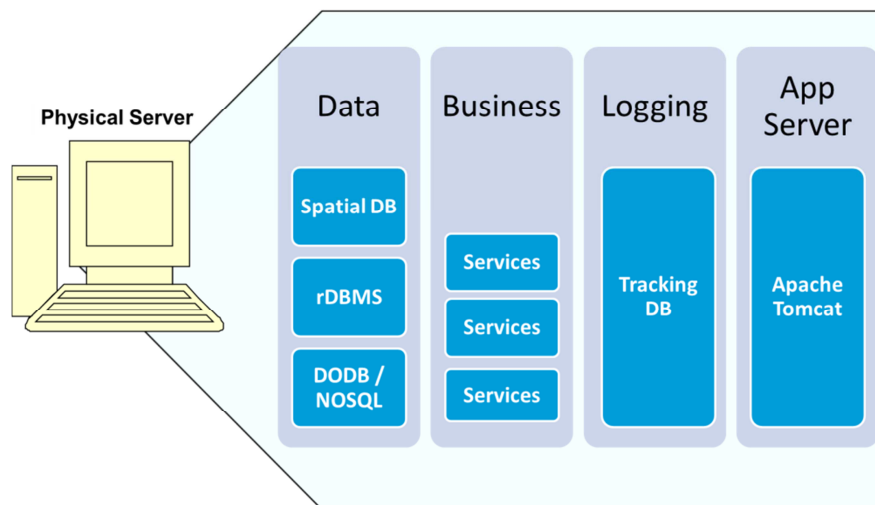 Physical Server
Data
Spatial DB
rDBMS
DODB /
NOSQL
Business
Services
Services
Services
Logging
Tracking
DB
App
Server
Apache
Tomcat